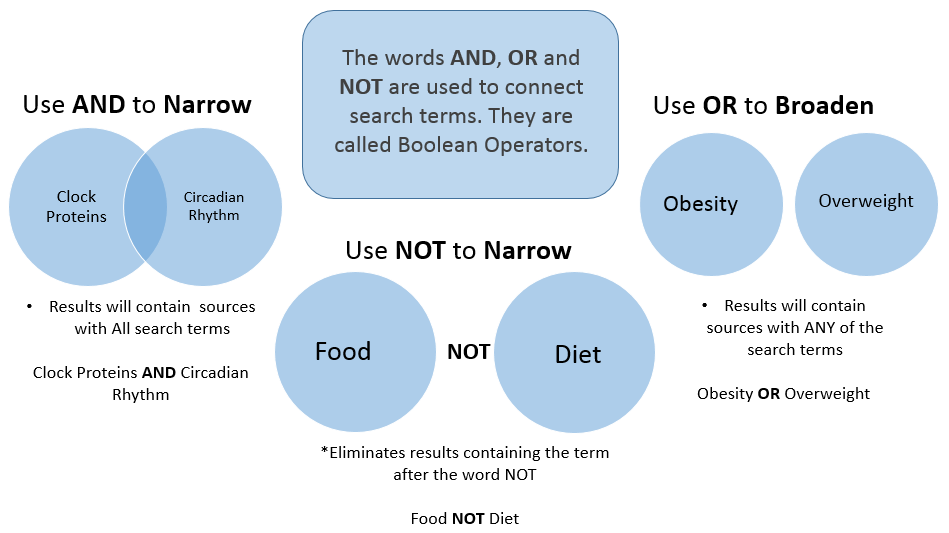 The words AND, OR and
NOT are used to connect
search terms. They are
called Boolean Operators.
Use AND to Narrow
Clock
Proteins
Circadian
Rhythm
• Results will contain sources
with All search terms
Clock Proteins AND Circadian
Rhythm
Use NOT to Narrow
Food
NOT
Diet
*Eliminates results containing the term
after the word NOT
Food NOT Diet
Use OR to Broaden
Obesity
Overweight
• Results will contain
sources with ANY of the
search terms
Obesity OR Overweight